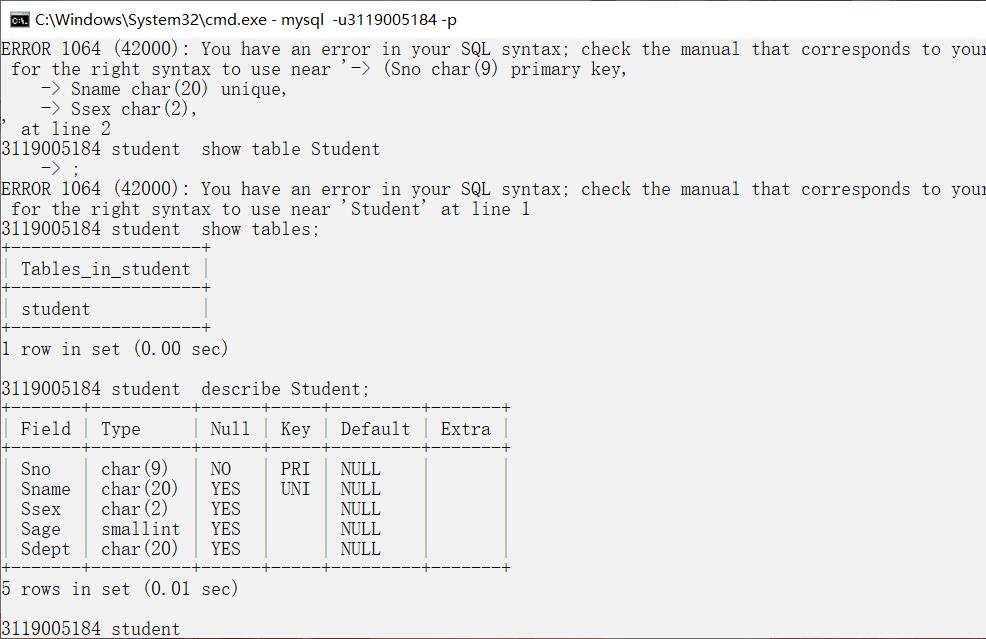 C:\Windows\System32\cmd.exe - mysql  -u3119005184 -p
ERROR 1064 (42000): You have an error in your SQL syntax; check the manual that corresponds to your
 for the right syntax to use near '-> (Sno char(9) primary key,
    -> Sname char(20) unique,
    -> Ssex char(2),
' at line 2
3119005184 student  show table Student
    -> ;
ERROR 1064 (42000): You have an error in your SQL syntax; check the manual that corresponds to your
 for the right syntax to use near 'Student' at line 1
3119005184 student  show tables;
+-------------------+
| Tables_in_student |
+-------------------+
| student           |
+-------------------+
1 row in set (0.00 sec)
3119005184 student  describe Student;
+-------+----------+------+-----+---------+-------+
| Field | Type     | Null | Key | Default | Extra |
+-------+----------+------+-----+---------+-------+
| Sno   | char(9)  | NO   | PRI | NULL    |       |
| Sname | char(20) | YES  | UNI | NULL    |       |
| Ssex  | char(2)  | YES  |     | NULL    |       |
| Sage  | smallint | YES  |     | NULL    |       |
| Sdept | char(20) | YES  |     | NULL    |       |
+-------+----------+------+-----+---------+-------+
5 rows in set (0.01 sec)
3119005184 student